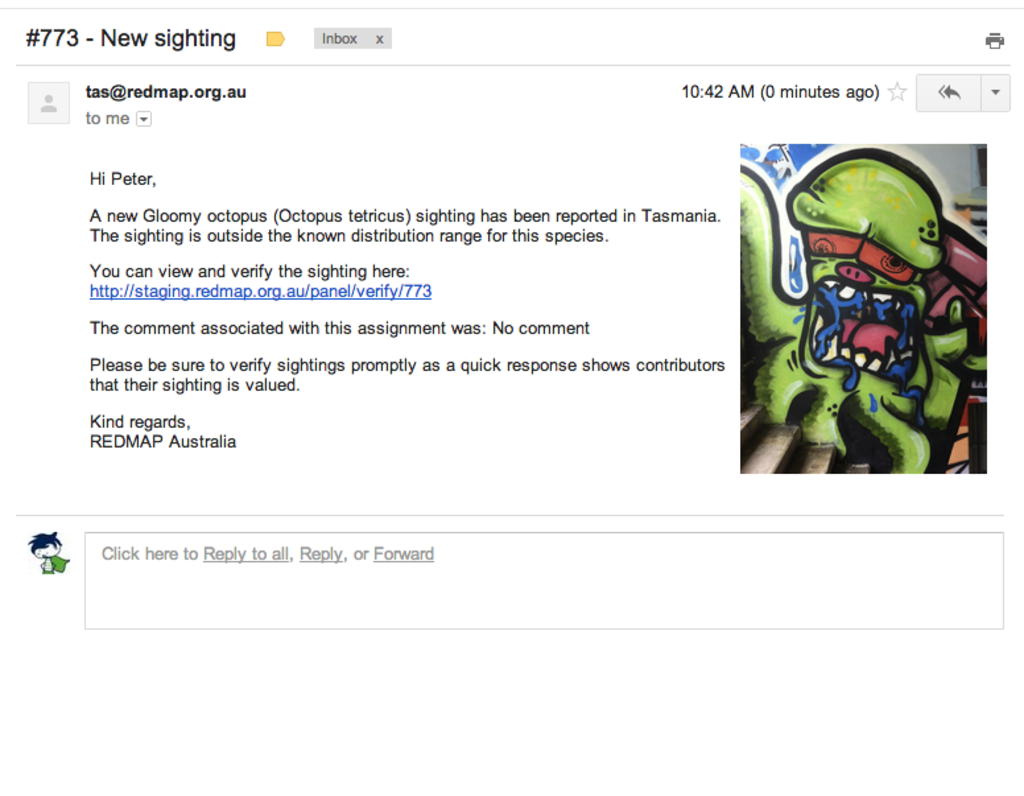 #773 - New sighting
Inbox x
tas@redmap.org.au
10:42 AM (0 minutes ago)
to me
Hi Peter,
A new Gloomy octopus (Octopus tetricus) sighting has been reported in Tasmania.
The sighting is outside the known distribution range for this species.
You can view and verify the sighting here:
http://staging.redmap.org.au/panel/verify/773
The comment associated with this assignment was: No comment
Please be sure to verify sightings promptly as a quick response shows contributors
that their sighting is valued.
Kind regards,
REDMAP Australia
Click here to Reply to all, Reply, or Forward